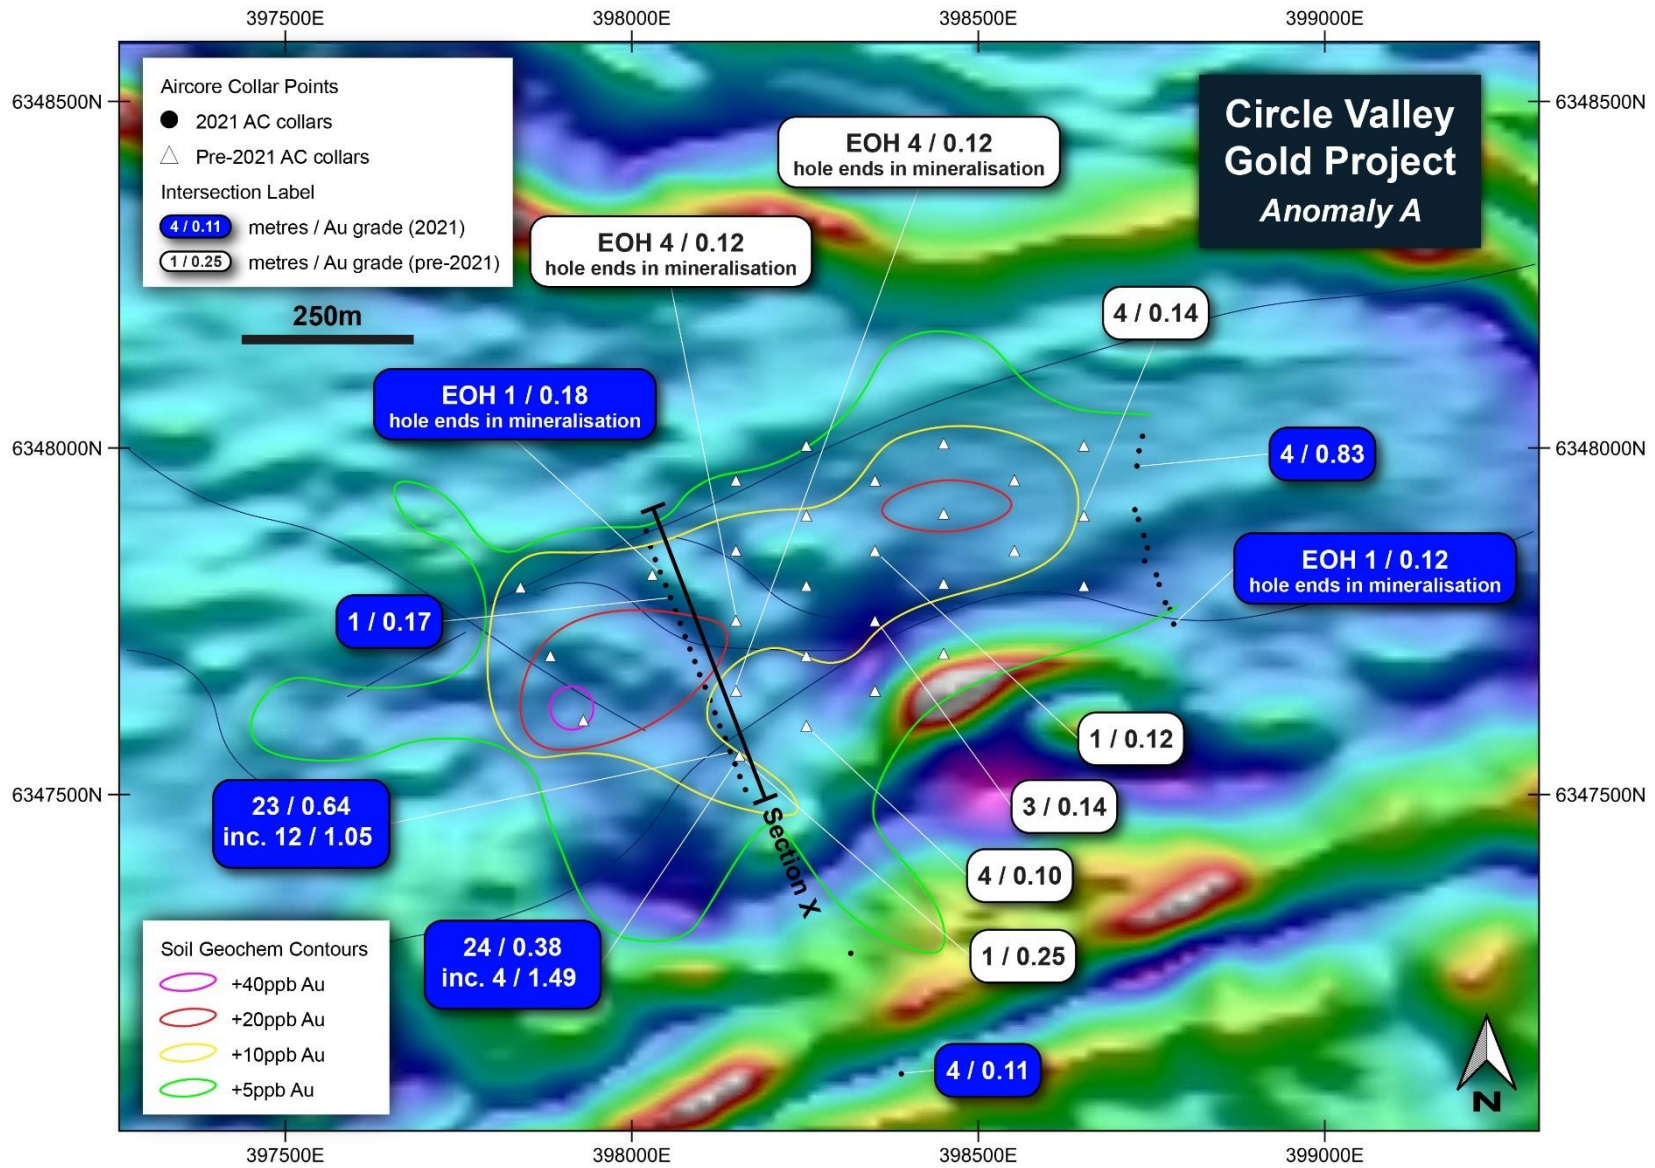 397500E
398000E
398500E
399000E
6348500N
6348500N
Aircore Collar Points
2021 AC collars
Pre-2021 AC collars
Intersection Label
4 / 0.11
metres / Au grade (2021)
1 / 0.25
metres / Au grade (pre-2021)
250m
Circle Valley
Gold Project
Anomaly A
EOH 4 / 0.12
hole ends in mineralisation
EOH 4 / 0.12
hole ends in mineralisation
4 / 0.14
EOH 1 / 0.18
hole ends in mineralisation
6348000N
6348000N
4 / 0.83
EOH 1 / 0.12
hole ends in mineralisation
1 / 0.17
1 / 0.12
6347500N
6347500N
3 / 0.14
23 / 0.64
inc. 12 / 1.05
Section X
4 / 0.10
24 / 0.38
inc. 4 / 1.49
1 / 0.25
Soil Geochem Contours
+40ppb Au
+20ppb Au
+10ppb Au
+5ppb Au
4 / 0.11
N
397500E
398000E
398500E
399000E